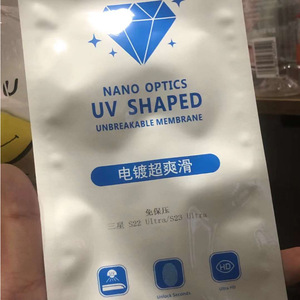 NANO OPTICS
UV SHAPED
UNBREAKABLE MEMBRANE
电镀超爽滑
免保压
三星 S22 Ultra/S23 Ultra
HD